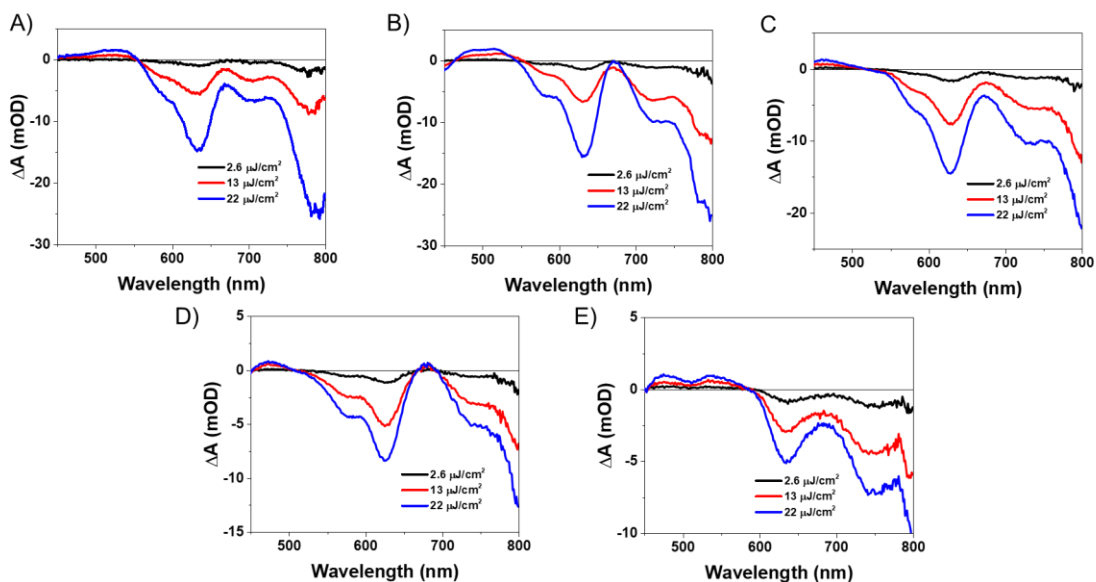 A)
0
-10
-20
-30
ΔA (mOD)
500
600
700
800
Wavelength (nm)
2.6 μJ/cm²
13 μJ/cm²
22 μJ/cm²
B)
0
-10
-20
-30
ΔA (mOD)
500
600
700
800
Wavelength (nm)
2.6 μJ/cm²
13 μJ/cm²
22 μJ/cm²
C)
0
-10
-20
ΔA (mOD)
500
600
700
800
Wavelength (nm)
2.6 μJ/cm²
13 μJ/cm²
22 μJ/cm²
D)
5
0
-5
-10
-15
ΔA (mOD)
500
600
700
800
Wavelength (nm)
2.6 μJ/cm²
13 μJ/cm²
22 μJ/cm²
E)
5
0
-5
-10
ΔA (mOD)
500
600
700
800
Wavelength (nm)
2.6 μJ/cm²
13 μJ/cm²
22 μJ/cm²